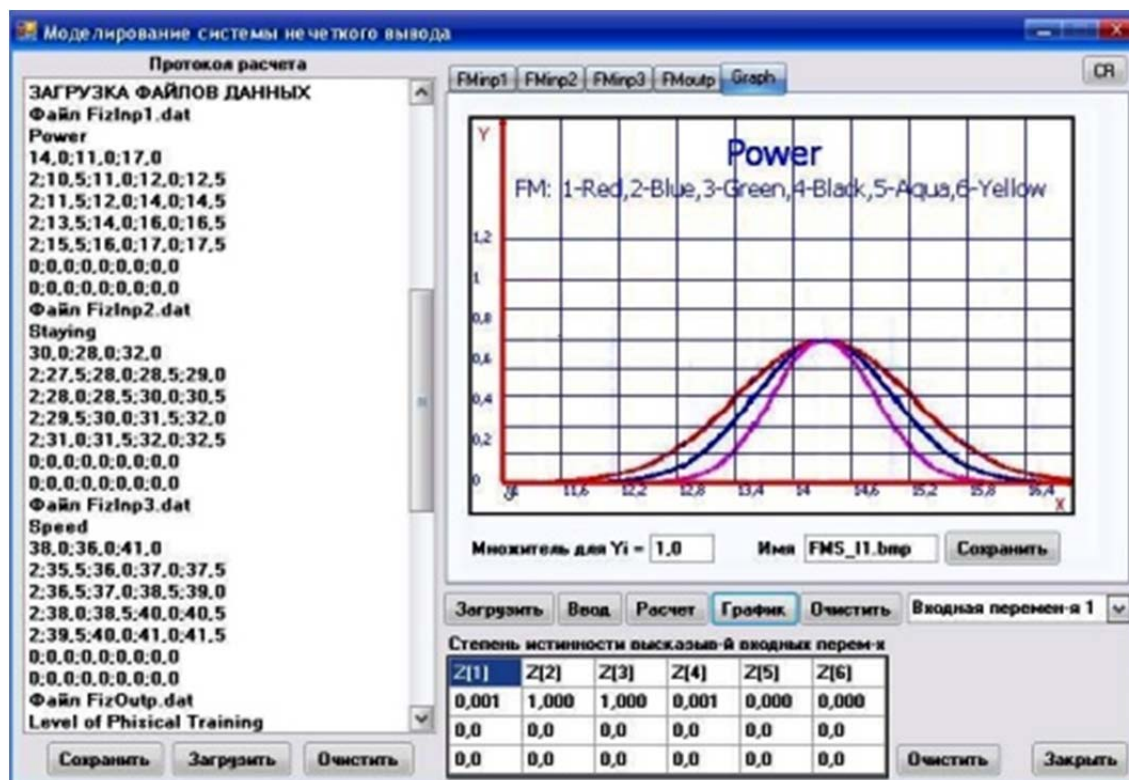 Моделирование системы нечеткого вывода
Протокол расчета
ЗАГРУЗКА ФАЙЛОВ ДАННЫХ
Файл FizInp1.dat
Power
14,0;11,0;17,0
2;10,5;11,0;12,0;12,5
2;11,5;12,0;14,0;14,5
2;13,5;14,0;16,0;16,5
2;15,5;16,0;17,0;17,5
0;0,0;0,0;0,0;0,0
0;0,0;0,0;0,0;0,0
Файл FizInp2.dat
Staying
30,0;28,0;32,0
2;27,5;28,0;28,5;29,0
2;28,0;28,5;30,0;30,5
2;29,5;30,0;31,5;32,0
2;31,0;31,5;32,0;32,5
0;0,0;0,0;0,0;0,0
0;0,0;0,0;0,0;0,0
Файл FizInp3.dat
Speed
38,0;36,0;41,0
2;35,5;36,0;37,0;37,5
2;36,5;37,0;38,5;39,0
2;38,0;38,5;40,0;40,5
2;39,5;40,0;41,0;41,5
0;0,0;0,0;0,0;0,0
0;0,0;0,0;0,0;0,0
Файл FizOutp.dat
Level of Phisical Training
Сохранить Загрузить Очистить
FMinp1 FMinp2 FMinp3 FMoutp Graph
CR
Y
Power
FM: 1-Red,2-Blue,3-Green,4-Black,5-Aqua,6-Yellow
1,2
1
0,8
0,6
0,4
0,2
0
11,6 12,2 12,8 13,4 14 14,6 15,2 15,8 16,4
X
Множитель для Yi = 1,0 Имя FMS_I1.bmp Сохранить
Загрузить Ввод Расчет График Очистить Входная перемен-я 1
Степень истинности высказыв-й входных перем-х
Z[1] Z[2] Z[3] Z[4] Z[5] Z[6]
0,001 1,000 1,000 0,001 0,000 0,000
0,0 0,0 0,0 0,0 0,0 0,0
0,0 0,0 0,0 0,0 0,0 0,0
Очистить Закрыть